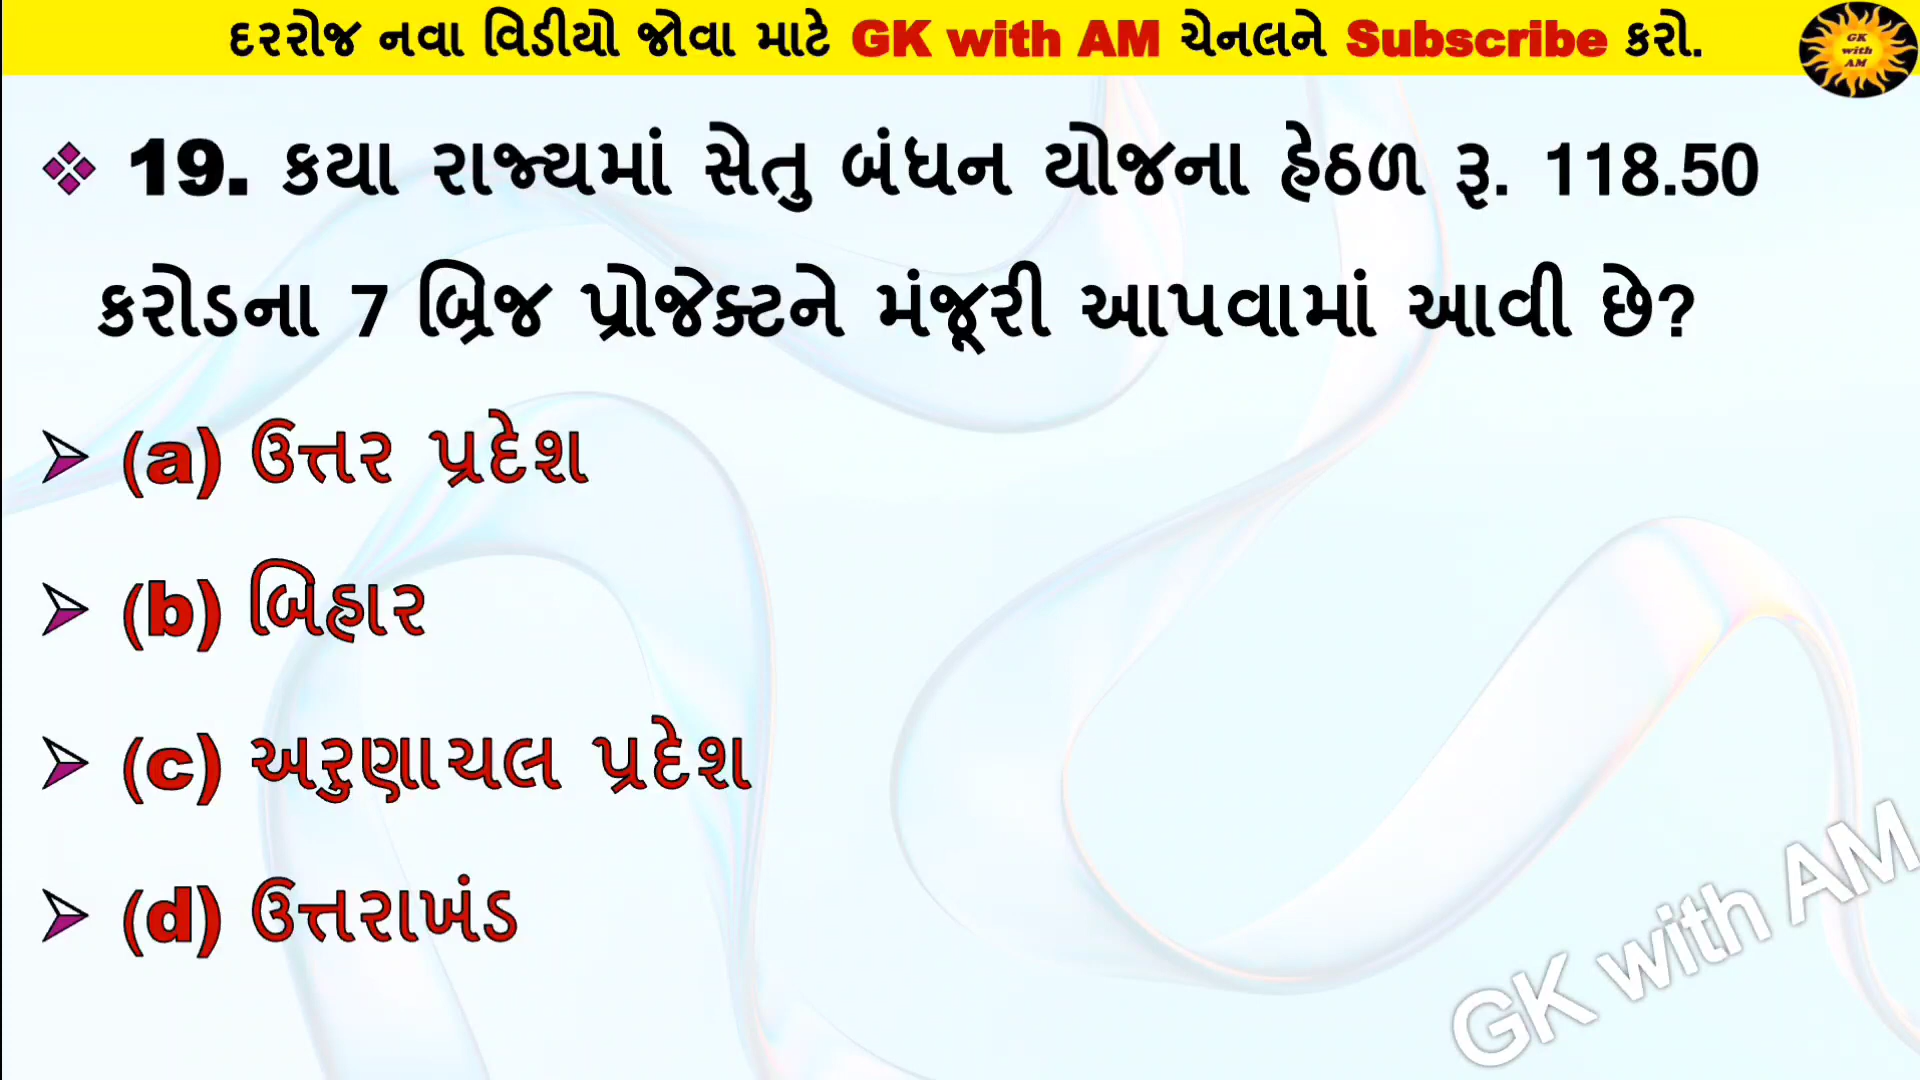 દરરોજ નવા વિડીયો જોવા માટે GK with AM ચેનલને Subscribe કરો.
GK
with
AM
19. કયા રાજ્યમાં સેતુ બંધન યોજના હેઠળ રૂ. 118.50
કરોડના 7 બ્રિજ પ્રોજેક્ટને મંજૂરી આપવામાં આવી છે?
(a) ઉત્તર પ્રદેશ
(b) બિહાર
(c) અરુણાચલ પ્રદેશ
(d) ઉત્તરાખંડ
GK with AM